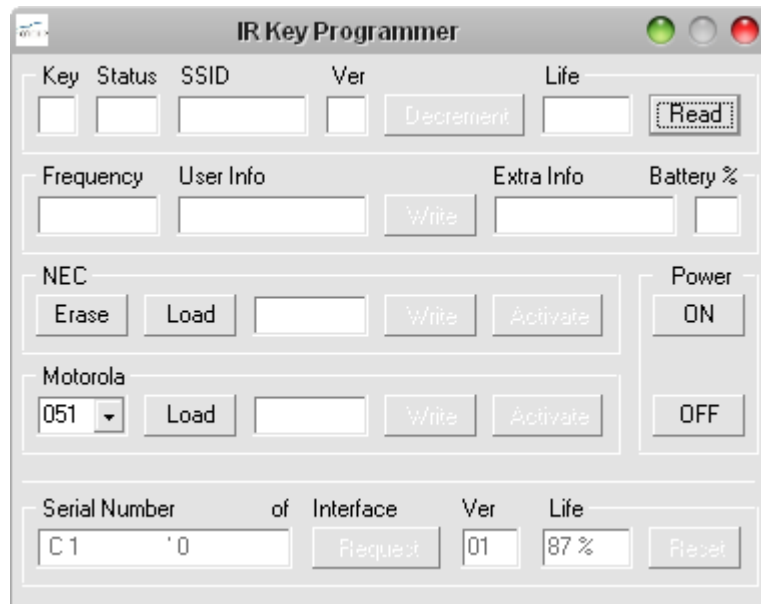 IR Key Programmer
Key Status SSID Ver Life
Decrement Read
Frequency User Info Extra Info Battery %
Write
NEC Power
Erase Load Write Activate ON
Motorola
051 Load Write Activate OFF
Serial Number of Interface Ver Life
C 1 ' 0 Request 01 87 % Reset